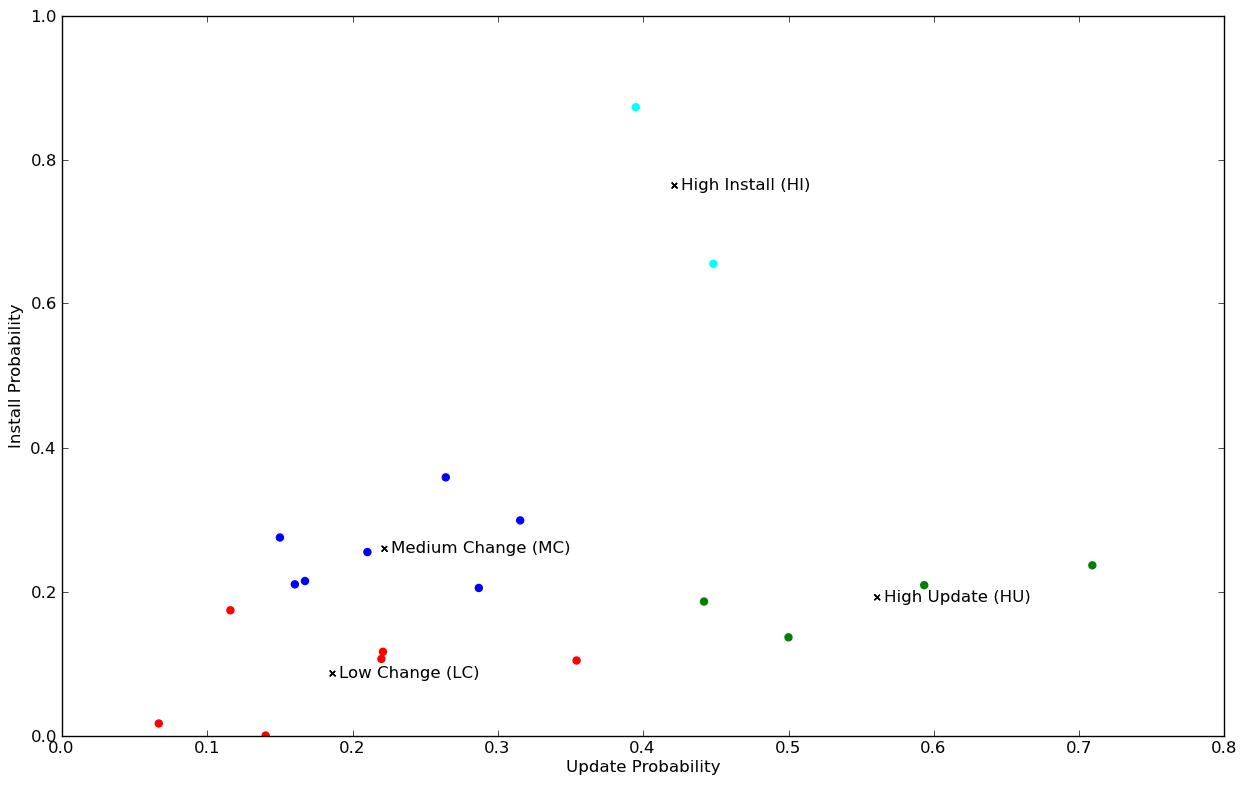 1.0
0.8
High Install (HI)
0.6
Install Probability
0.4
Medium Change (MC)
0.2
High Update (HU)
Low Change (LC)
0.0
0.0 0.1 0.2 0.3 0.4 0.5 0.6 0.7 0.8
Update Probability